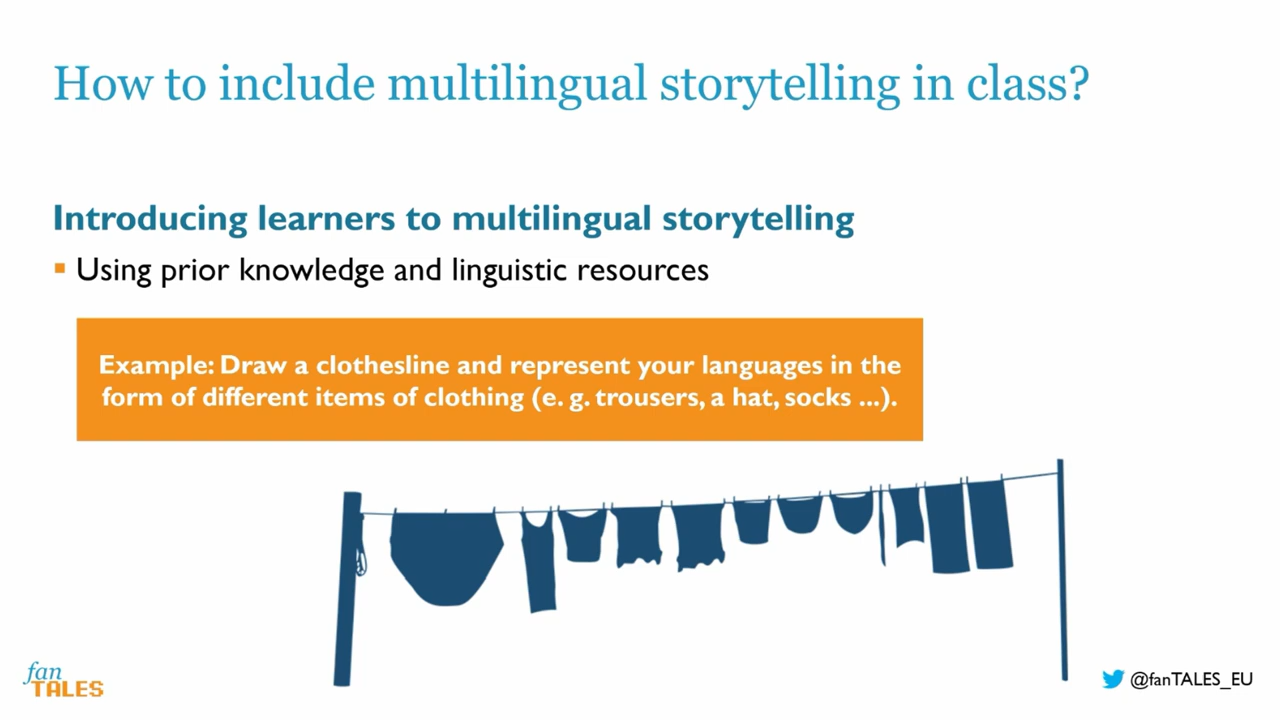 How to include multilingual storytelling in class?
Introducing learners to multilingual storytelling
Using prior knowledge and linguistic resources
Example: Draw a clothesline and represent your languages in the
form of different items of clothing (e. g. trousers, a hat, socks ...).
fan
TALES
@fanTALES_EU